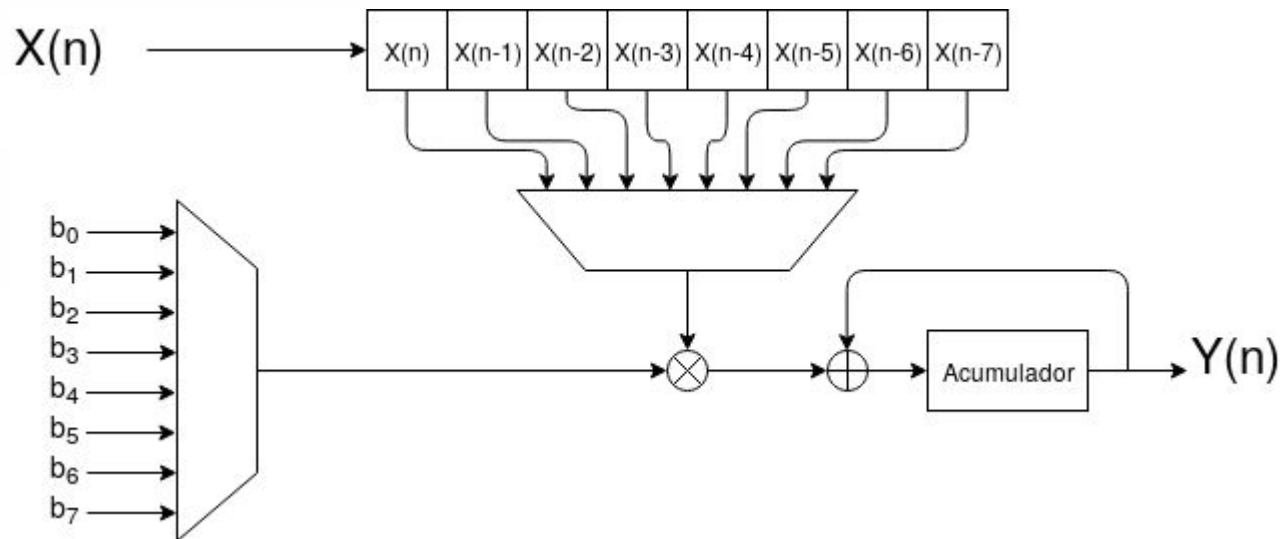 X(n)
X(n) X(n-1) X(n-2) X(n-3) X(n-4) X(n-5) X(n-6) X(n-7)
b₀
b₁
b₂
b₃
b₄
b₅
b₆
b₇
Acumulador
Y(n)